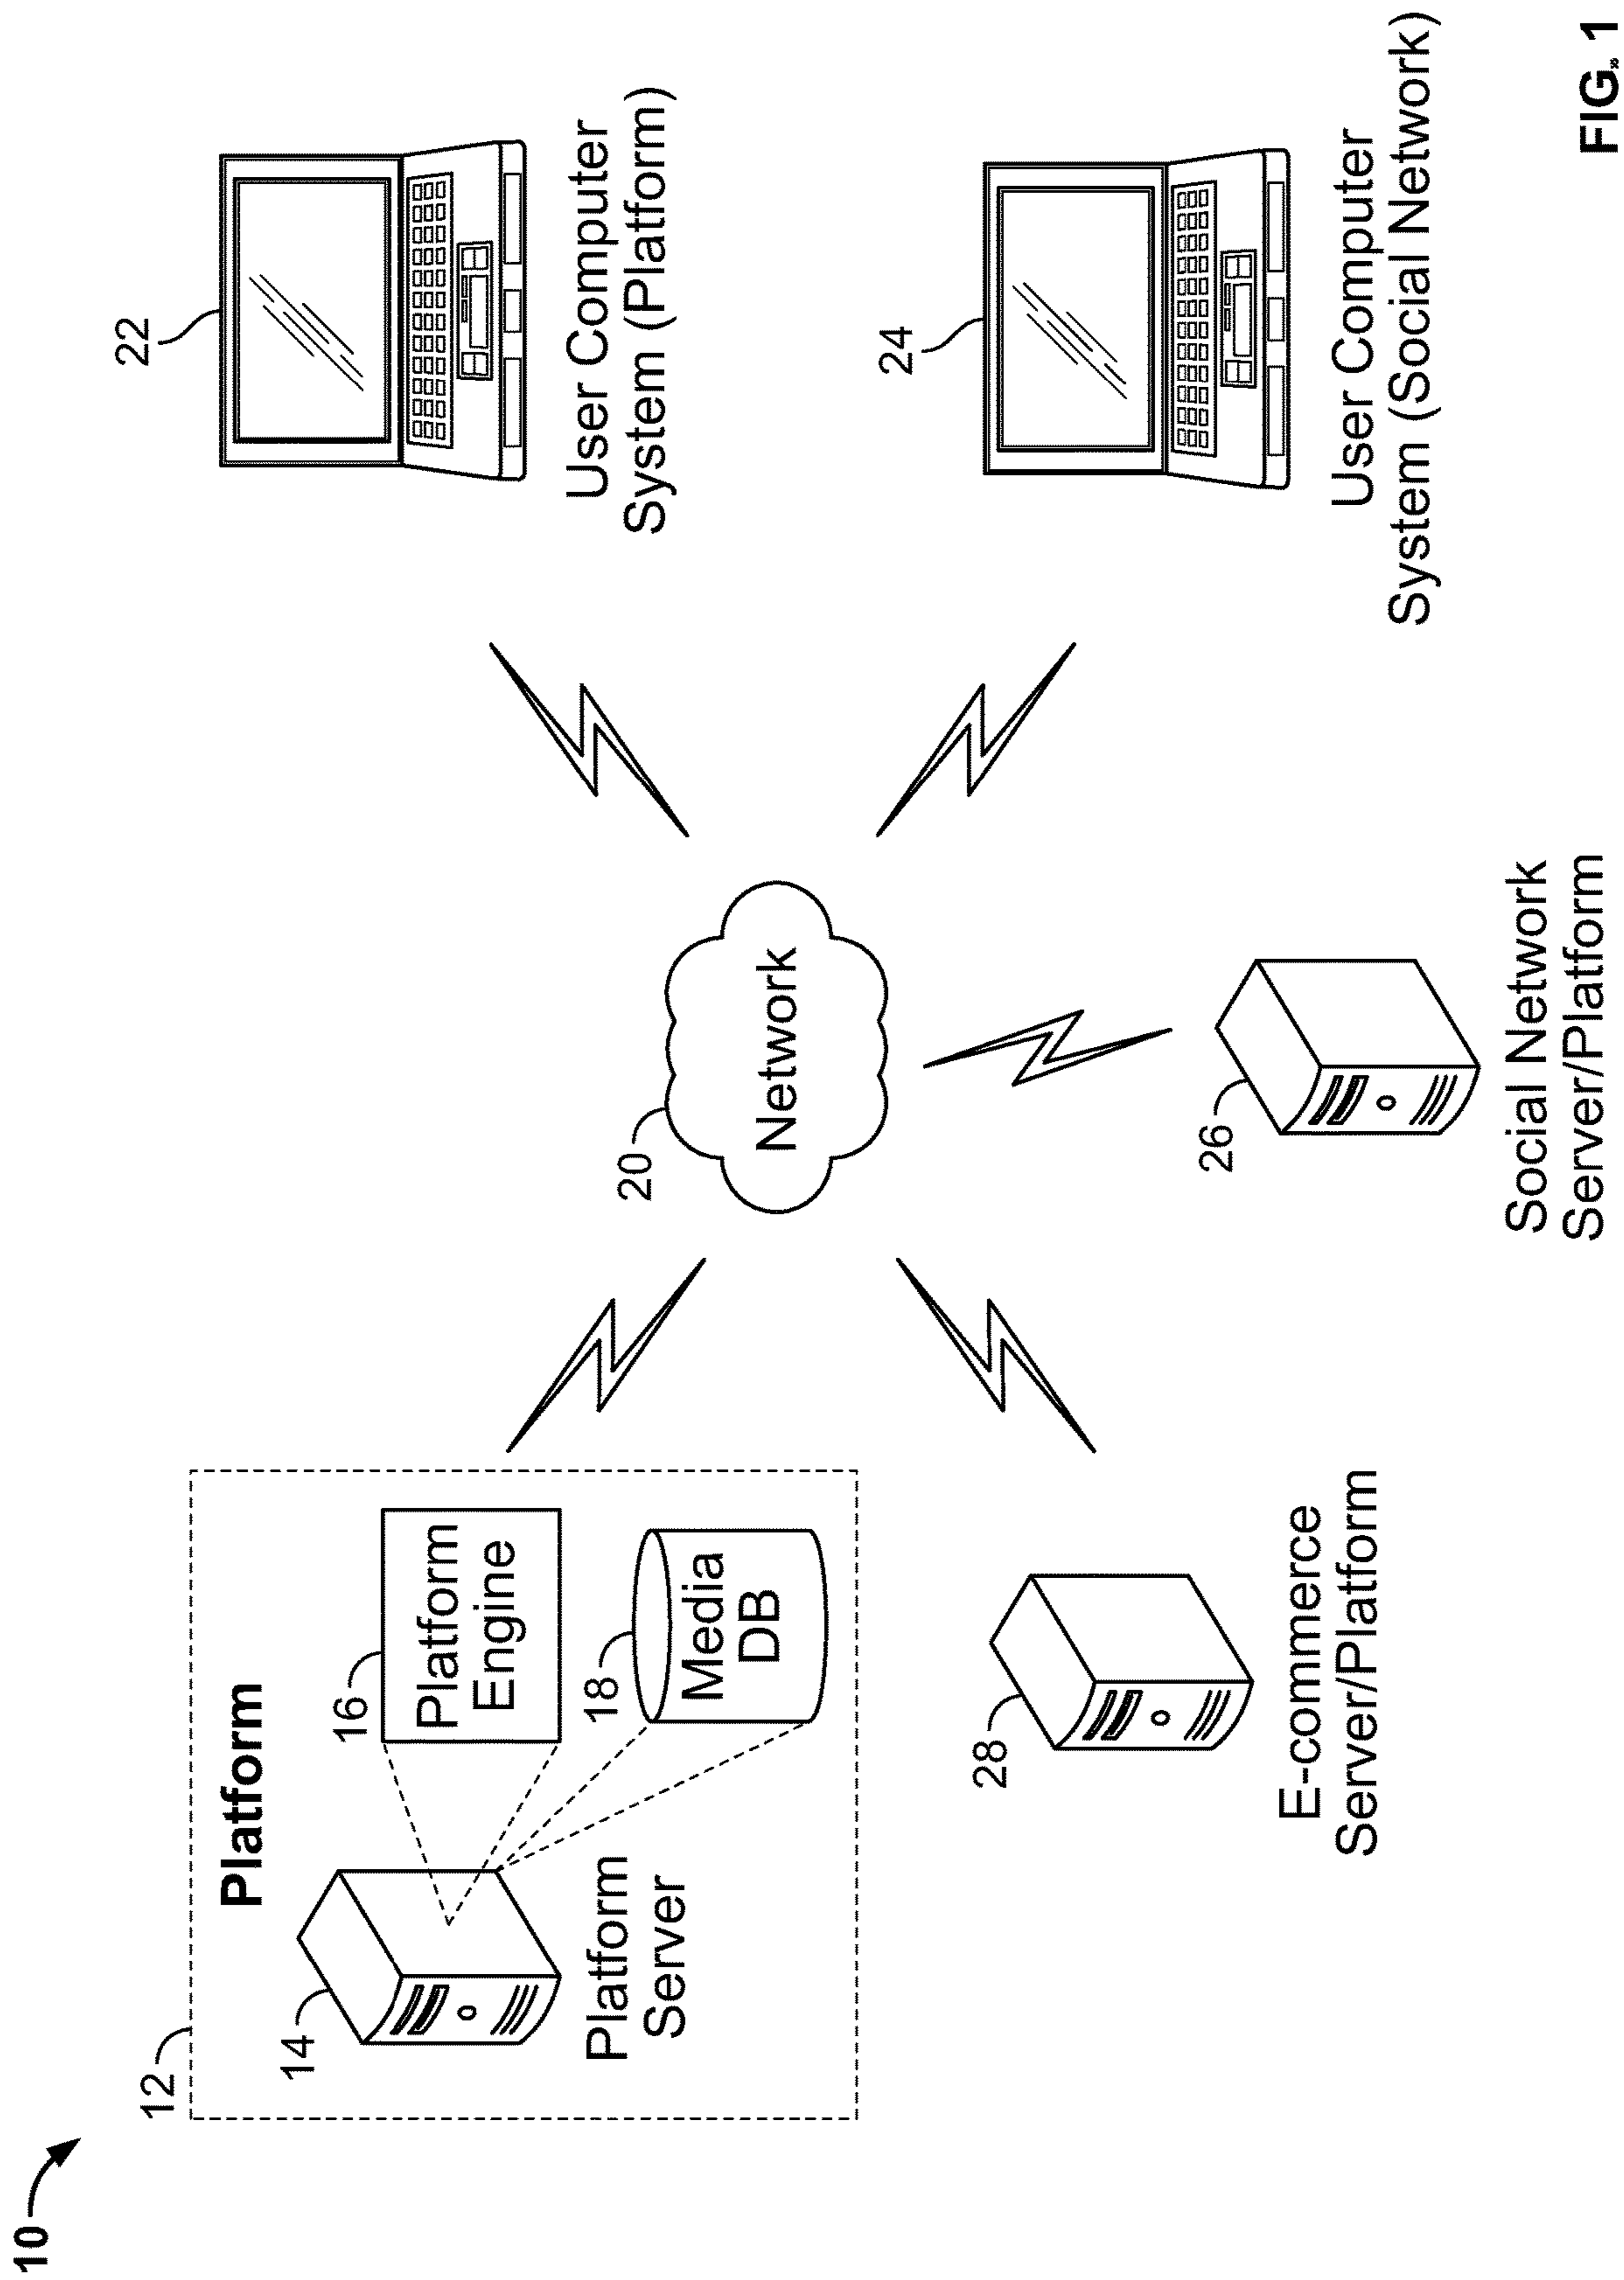 10
12
Platform
14
Platform
Server
16
Platform
Engine
18
Media
DB
20
Network
22
User Computer
System (Platform)
24
User Computer
System (Social Network)
26
Social Network
Server/Platform
28
E-commerce
Server/Platform
FIG. 1